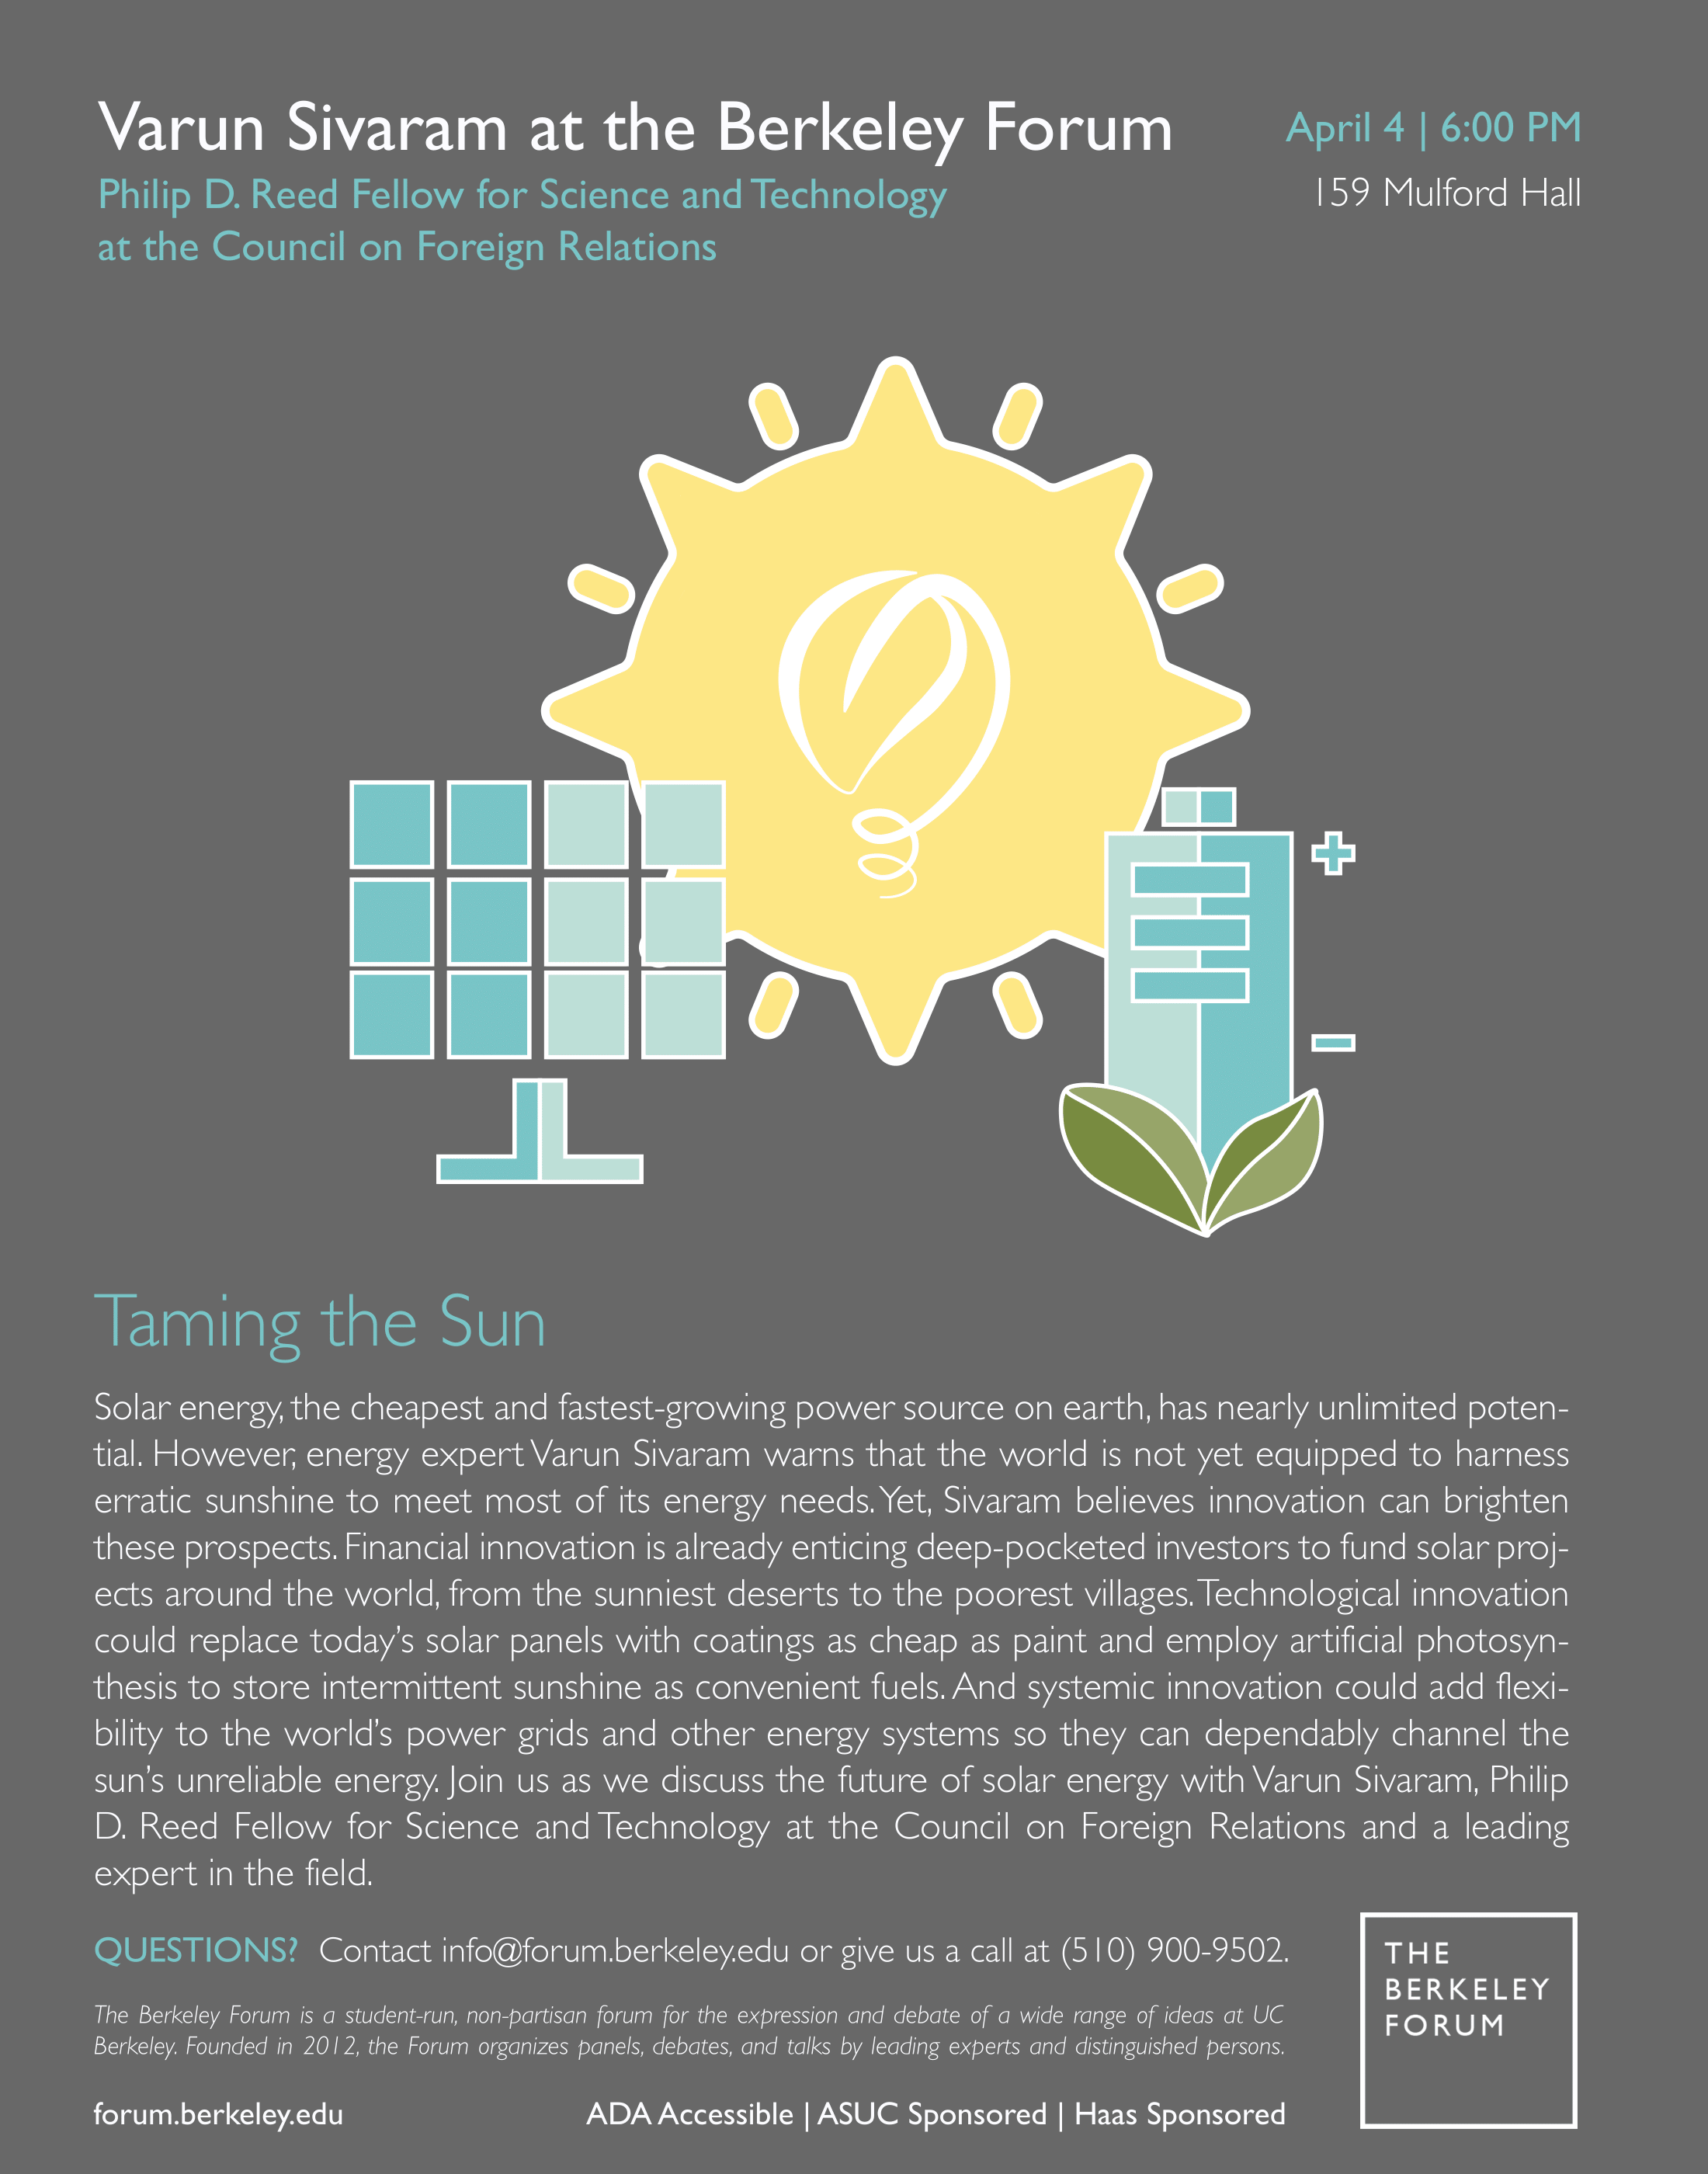 Varun Sivaram at the Berkeley Forum
April 4 | 6:00 PM
Philip D. Reed Fellow for Science and Technology
159 Mulford Hall
at the Council on Foreign Relations
Taming the Sun
Solar energy, the cheapest and fastest-growing power source on earth, has nearly unlimited poten-
tial. However, energy expert Varun Sivaram warns that the world is not yet equipped to harness
erratic sunshine to meet most of its energy needs. Yet, Sivaram believes innovation can brighten
these prospects. Financial innovation is already enticing deep-pocketed investors to fund solar proj-
ects around the world, from the sunniest deserts to the poorest villages. Technological innovation
could replace today's solar panels with coatings as cheap as paint and employ artificial photosyn-
thesis to store intermittent sunshine as convenient fuels. And systemic innovation could add flexi-
bility to the world's power grids and other energy systems so they can dependably channel the
sun's unreliable energy. Join us as we discuss the future of solar energy with Varun Sivaram, Philip
D. Reed Fellow for Science and Technology at the Council on Foreign Relations and a leading
expert in the field.
QUESTIONS? Contact info@forum.berkeley.edu or give us a call at (510) 900-9502.
The Berkeley Forum is a student-run, non-partisan forum for the expression and debate of a wide range of ideas at UC
Berkeley. Founded in 2012, the Forum organizes panels, debates, and talks by leading experts and distinguished persons.
forum.berkeley.edu
ADA Accessible | ASUC Sponsored | Haas Sponsored
THE
BERKELEY
FORUM